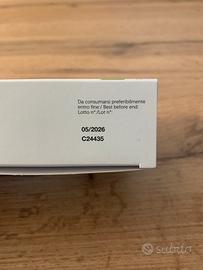 Da consumarsi preferibilmente
entro fine:/ Best before end:
Lotto n°:/Lot n°:
05/2026
C24435
subito